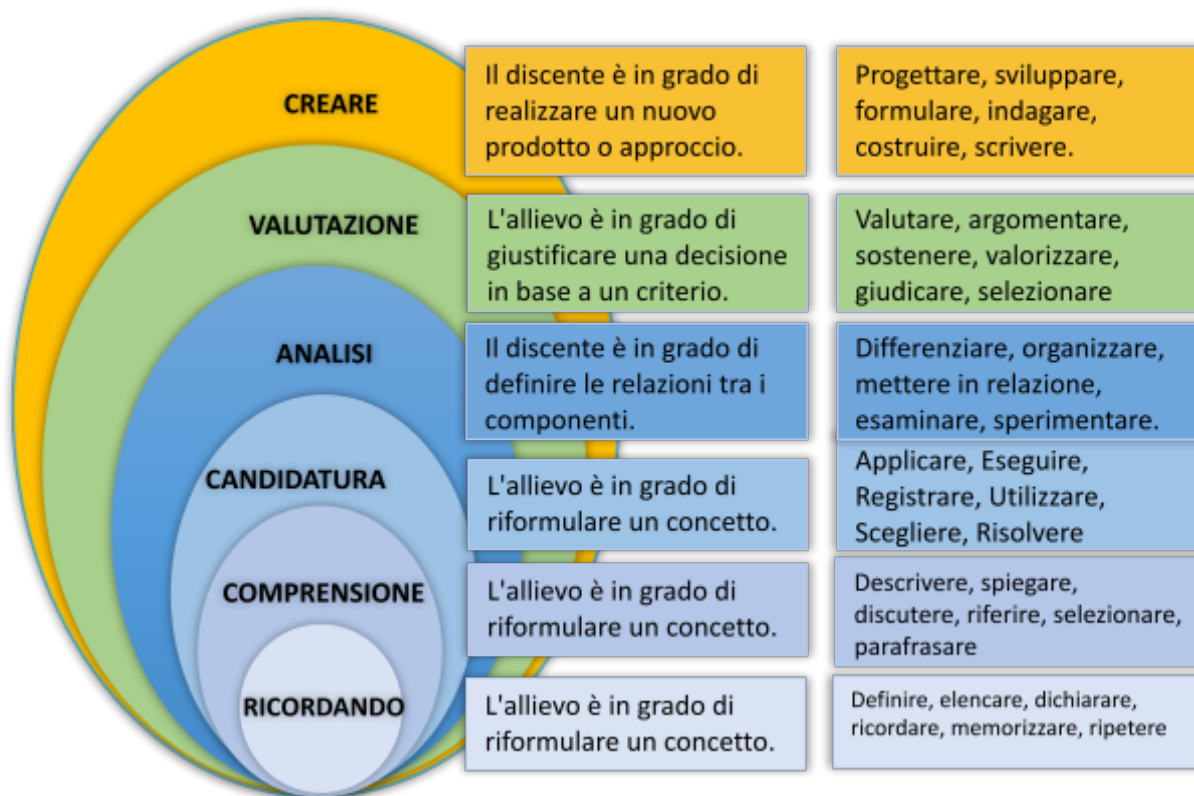 CREARE
Il discente è in grado di
realizzare un nuovo
prodotto o approccio.
Progettare, sviluppare,
formulare, indagare,
costruire, scrivere.
VALUTAZIONE
L'allievo è in grado di
giustificare una decisione
in base a un criterio.
Valutare, argomentare,
sostenere, valorizzare,
giudicare, selezionare
ANALISI
Il discente è in grado di
definire le relazioni tra i
componenti.
Differenziare, organizzare,
mettere in relazione,
esaminare, sperimentare.
CANDIDATURA
L'allievo è in grado di
riformulare un concetto.
Applicare, Eseguire,
Registrare, Utilizzare,
Scegliere, Risolvere
COMPRENSIONE
L'allievo è in grado di
riformulare un concetto.
Descrivere, spiegare,
discutere, riferire, selezionare,
parafrasare
RICORDANDO
L'allievo è in grado di
riformulare un concetto.
Definire, elencare, dichiarare,
ricordare, memorizzare, ripetere